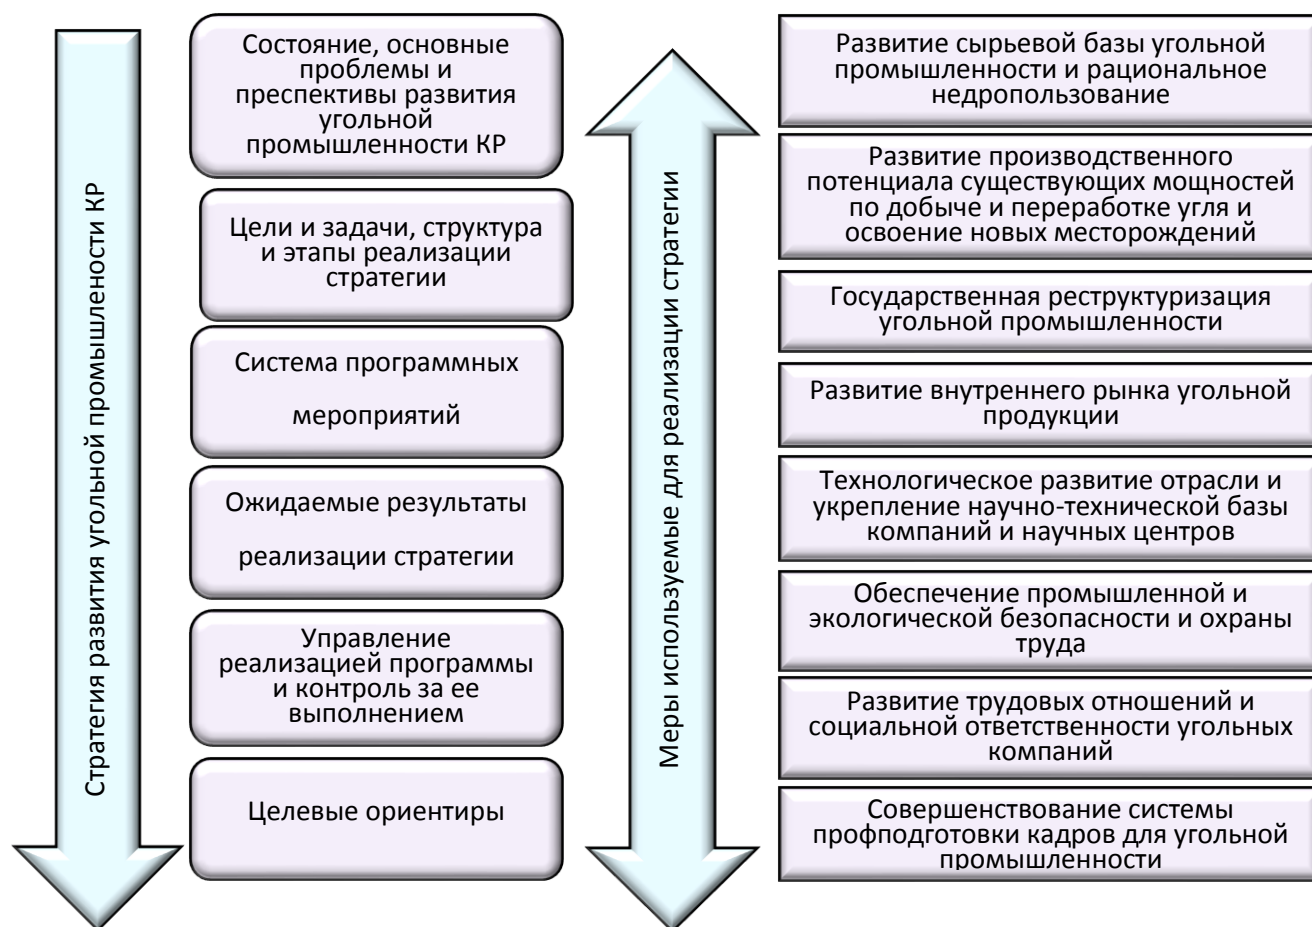 Стратегия развития угольной промышлености КР
Состояние, основные
проблемы и
преспективы развития
угольной
промышленности КР
Цели и задачи, структура
и этапы реализации
стратегии
Система программных
мероприятий
Ожидаемые результаты
реализации стратегии
Управление
реализацией программы
и контроль за ее
выполнением
Целевые ориентиры
Меры используемые для реализации стратегии
Развитие сырьевой базы угольной
промышленности и рациональное
недропользование
Развитие производственного
потенциала существующих мощностей
по добыче и переработке угля и
освоение новых месторождений
Государственная реструктуризация
угольной промышленности
Развитие внутреннего рынка угольной
продукции
Технологическое развитие отрасли и
укрепление научно-технической базы
компаний и научных центров
Обеспечение промышленной и
экологической безопасности и охраны
труда
Развитие трудовых отношений и
социальной ответственности угольных
компаний
Совершенствование системы
профподготовки кадров для угольной
промышленности